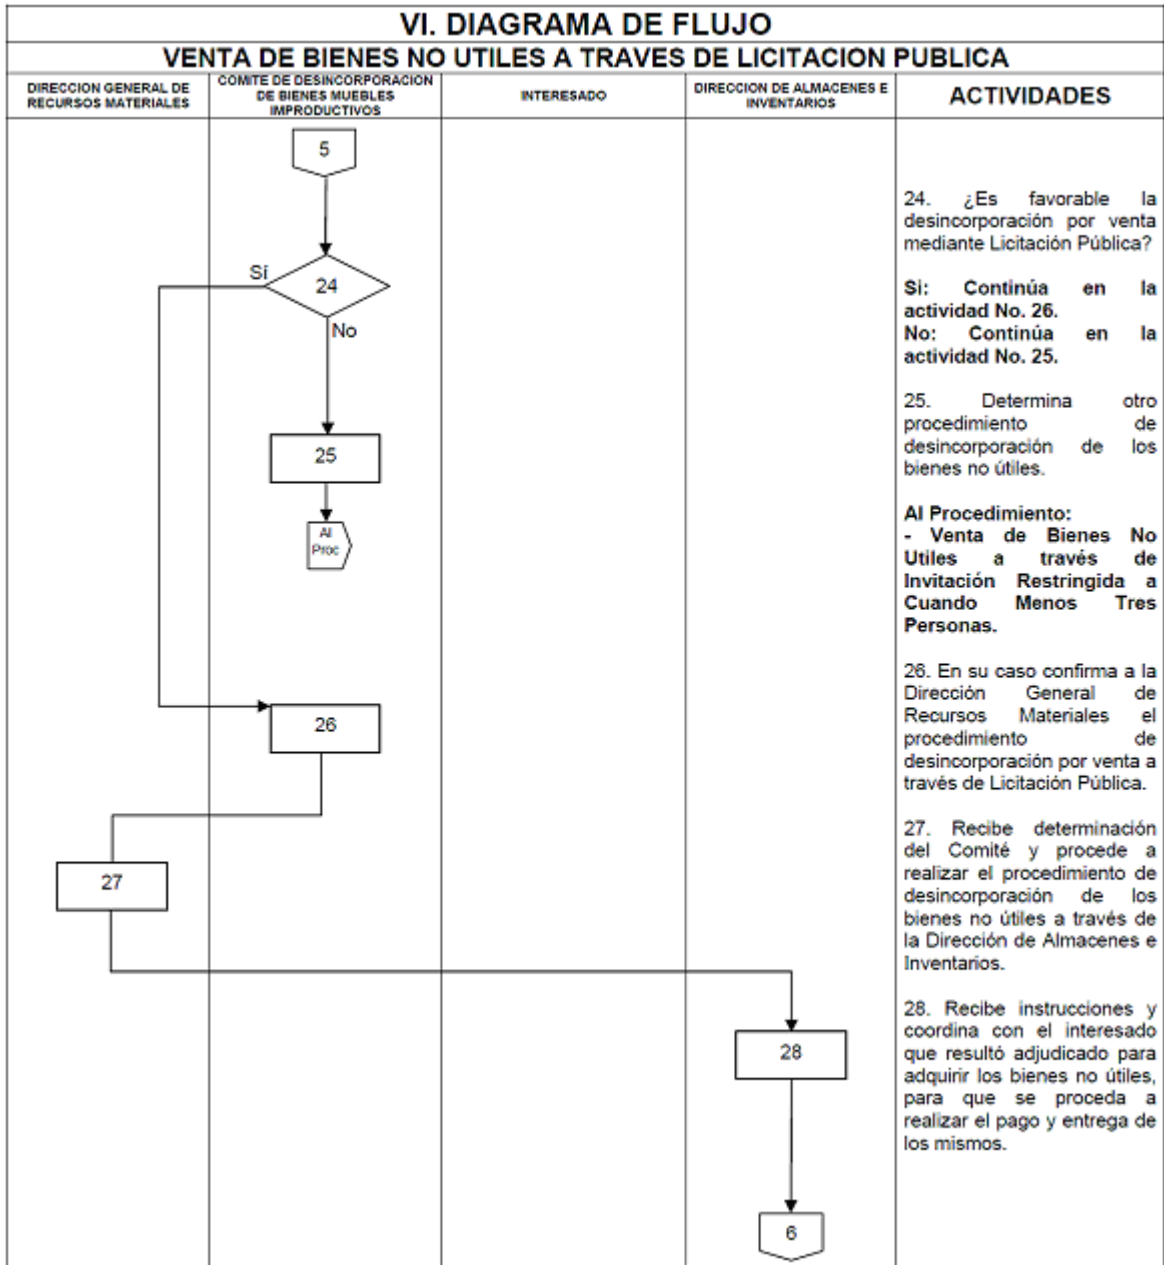 VI. DIAGRAMA DE FLUJO
VENTA DE BIENES NO UTILES A TRAVES DE LICITACION PUBLICA
DIRECCION GENERAL DE
RECURSOS MATERIALES
COMITE DE DESINCORPORACION
DE BIENES MUEBLES
IMPRODUCTIVOS
INTERESADO
DIRECCION DE ALMACENES E
INVENTARIOS
ACTIVIDADES
5
Si
24
No
25
Al
Proc
26
27
28
6
24. ¿Es favorable la
desincorporación por venta
mediante Licitación Pública?
Si: Continúa en la
actividad No. 26.
No: Continúa en la
actividad No. 25.
25. Determina otro
procedimiento de
desincorporación de los
bienes no útiles.
Al Procedimiento:
- Venta de Bienes No
Utiles a través de
Invitación Restringida a
Cuando Menos Tres
Personas.
26. En su caso confirma a la
Dirección General de
Recursos Materiales el
procedimiento de
desincorporación por venta a
través de Licitación Pública.
27. Recibe determinación
del Comité y procede a
realizar el procedimiento de
desincorporación de los
bienes no útiles a través de
la Dirección de Almacenes e
Inventarios.
28. Recibe instrucciones y
coordina con el interesado
que resultó adjudicado para
adquirir los bienes no útiles,
para que se proceda a
realizar el pago y entrega de
los mismos.